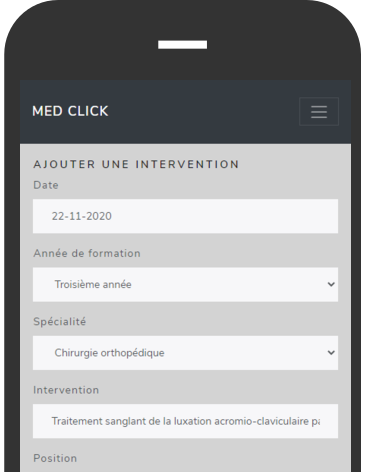 MED CLICK
AJOUTER UNE INTERVENTION
Date
22-11-2020
Année de formation
Troisième année
Spécialité
Chirurgie orthopédique
Intervention
Traitement sanglant de la luxation acromio-claviculaire
Position